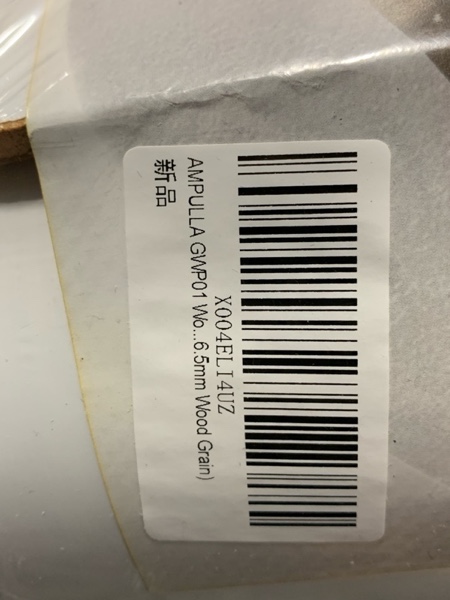 X004ELI4UZ
AMPULLA GWP01 Wo...6.5mm Wood Grain)
新品